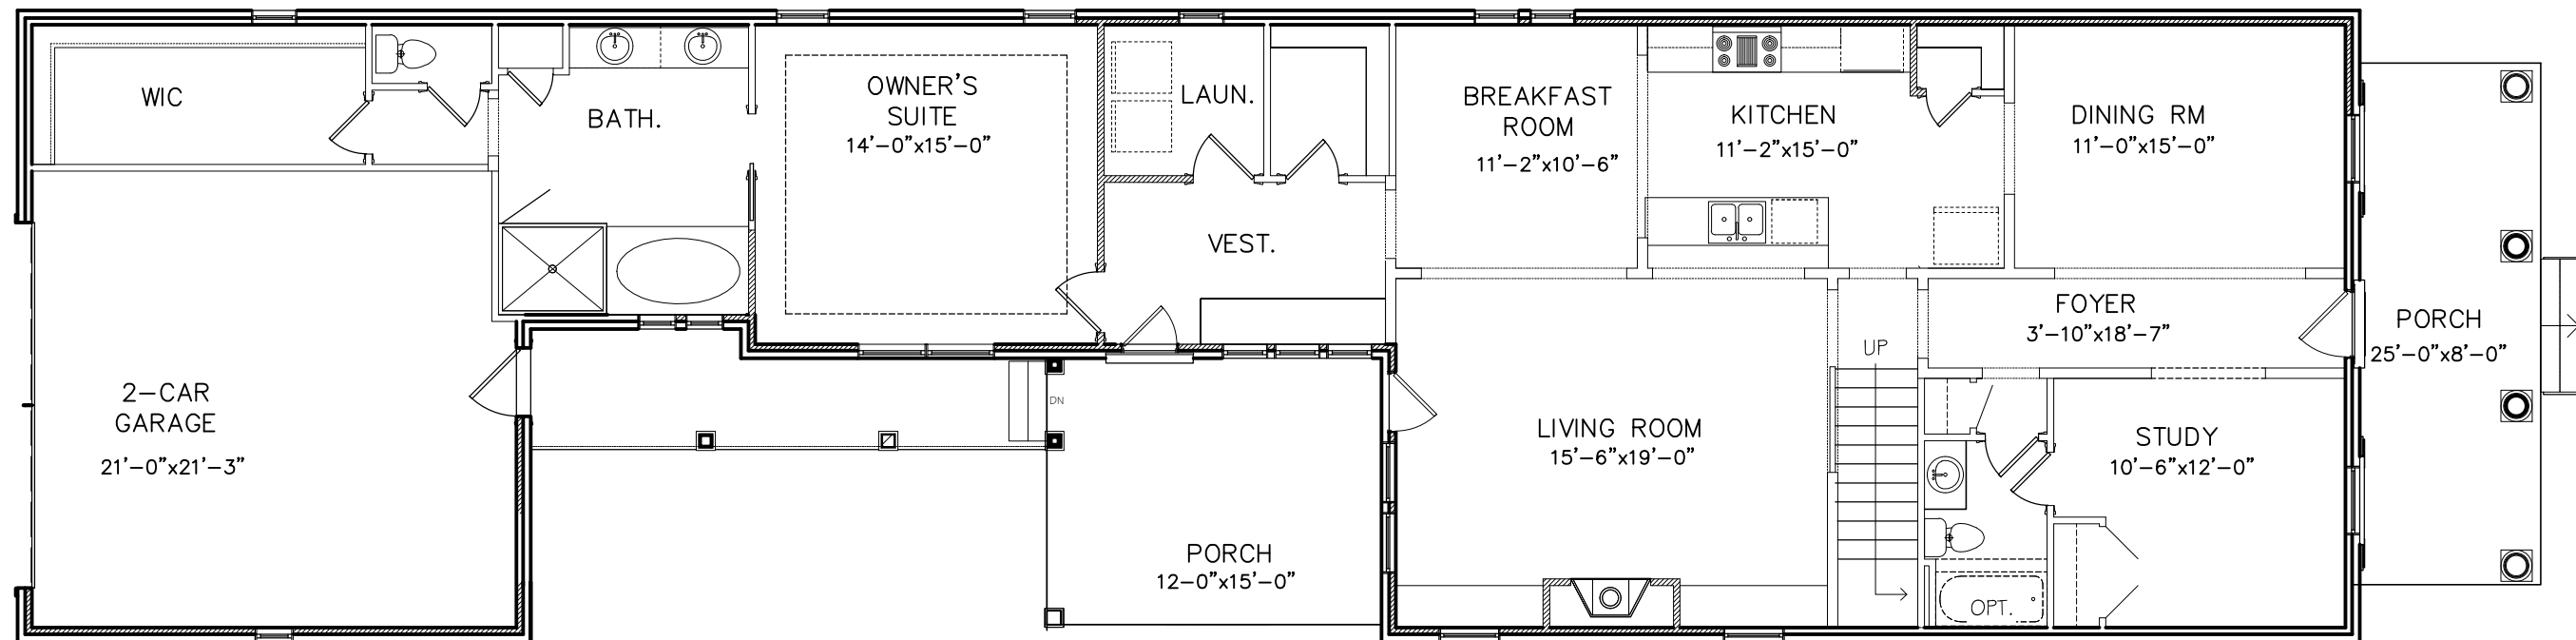 WIC
BATH.
OWNER'S
SUITE
14'-0"x15'-0"
LAUN.
VEST.
BREAKFAST
ROOM
11'-2"x10'-6"
KITCHEN
11'-2"x15'-0"
DINING RM
11'-0"x15'-0"
FOYER
3'-10"x18'-7"
PORCH
25'-0"x8'-0"
UP
2-CAR
GARAGE
21'-0"x21'-3"
DN
PORCH
12-0"x15'-0"
LIVING ROOM
15'-6"x19'-0"
STUDY
10'-6"x12'-0"
OPT.